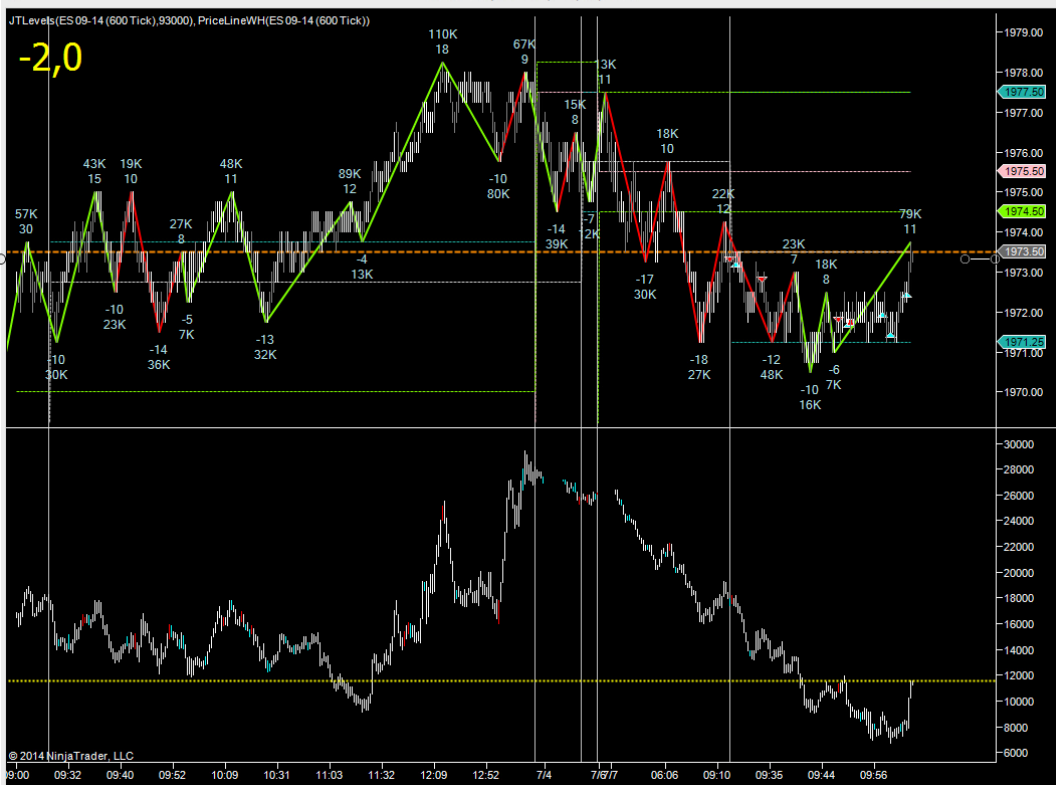 JTLevels(ES 09-14 (600 Tick),93000), PriceLineWH(ES 09-14 (600 Tick))
-2,0
57K
30
-10
30K
43K
15
-10
23K
19K
10
-14
36K
27K
8
-5
7K
48K
11
-13
32K
89K
12
-4
13K
110K
18
-10
80K
67K
9
-14
39K
15K
8
-7
12K
13K
11
-17
30K
18K
10
-18
27K
22K
12
-12
48K
23K
7
-10
16K
18K
8
-6
7K
79K
11
1979.00
1978.00
1977.50
1977.00
1976.00
1975.50
1975.00
1974.50
1974.00
1973.50
1973.00
1972.00
1971.25
1971.00
1970.00
30000
28000
26000
24000
22000
20000
18000
16000
14000
12000
10000
8000
6000
© 2014 NinjaTrader, LLC
09:00 09:32 09:40 09:52 10:09 10:31 11:03 11:32 12:09 12:52 7/4 7/6 7/7 06:06 09:10 09:35 09:44 09:56